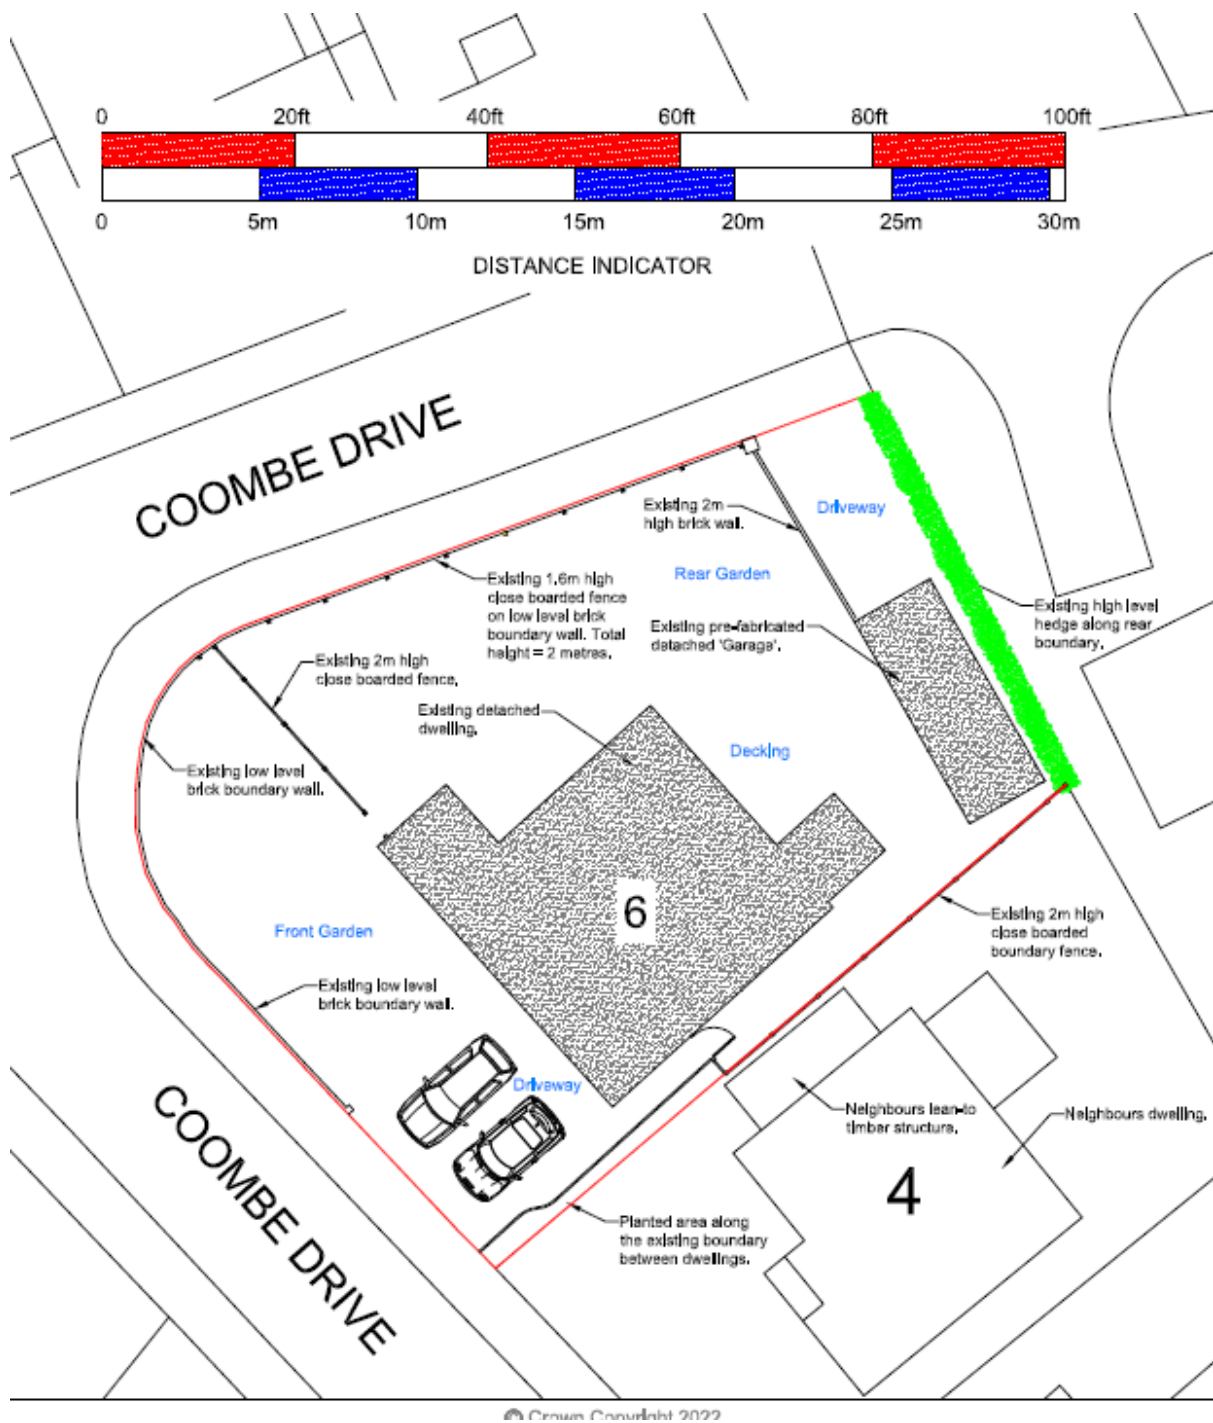 0 20ft 40ft 60ft 80ft 100ft
0 5m 10m 15m 20m 25m 30m
DISTANCE INDICATOR
COOMBE DRIVE
Existing 2m
high brick wall.
Driveway
Rear Garden
Existing 1.6m high
close boarded fence
on low level brick
boundary wall. Total
height = 2 metres.
Existing high level
hedge along rear
boundary.
Existing pre-fabricated
detached 'Garage'.
Existing 2m high
close boarded fence.
Existing detached
dwelling.
Decking
Existing low level
brick boundary wall.
6
Existing 2m high
close boarded
boundary fence.
Front Garden
Existing low level
brick boundary wall.
Driveway
Neighbours lean-to
timber structure.
Neighbours dwelling.
4
COOMBE DRIVE
Planted area along
the existing boundary
between dwellings.
© Crown Copyright 2022